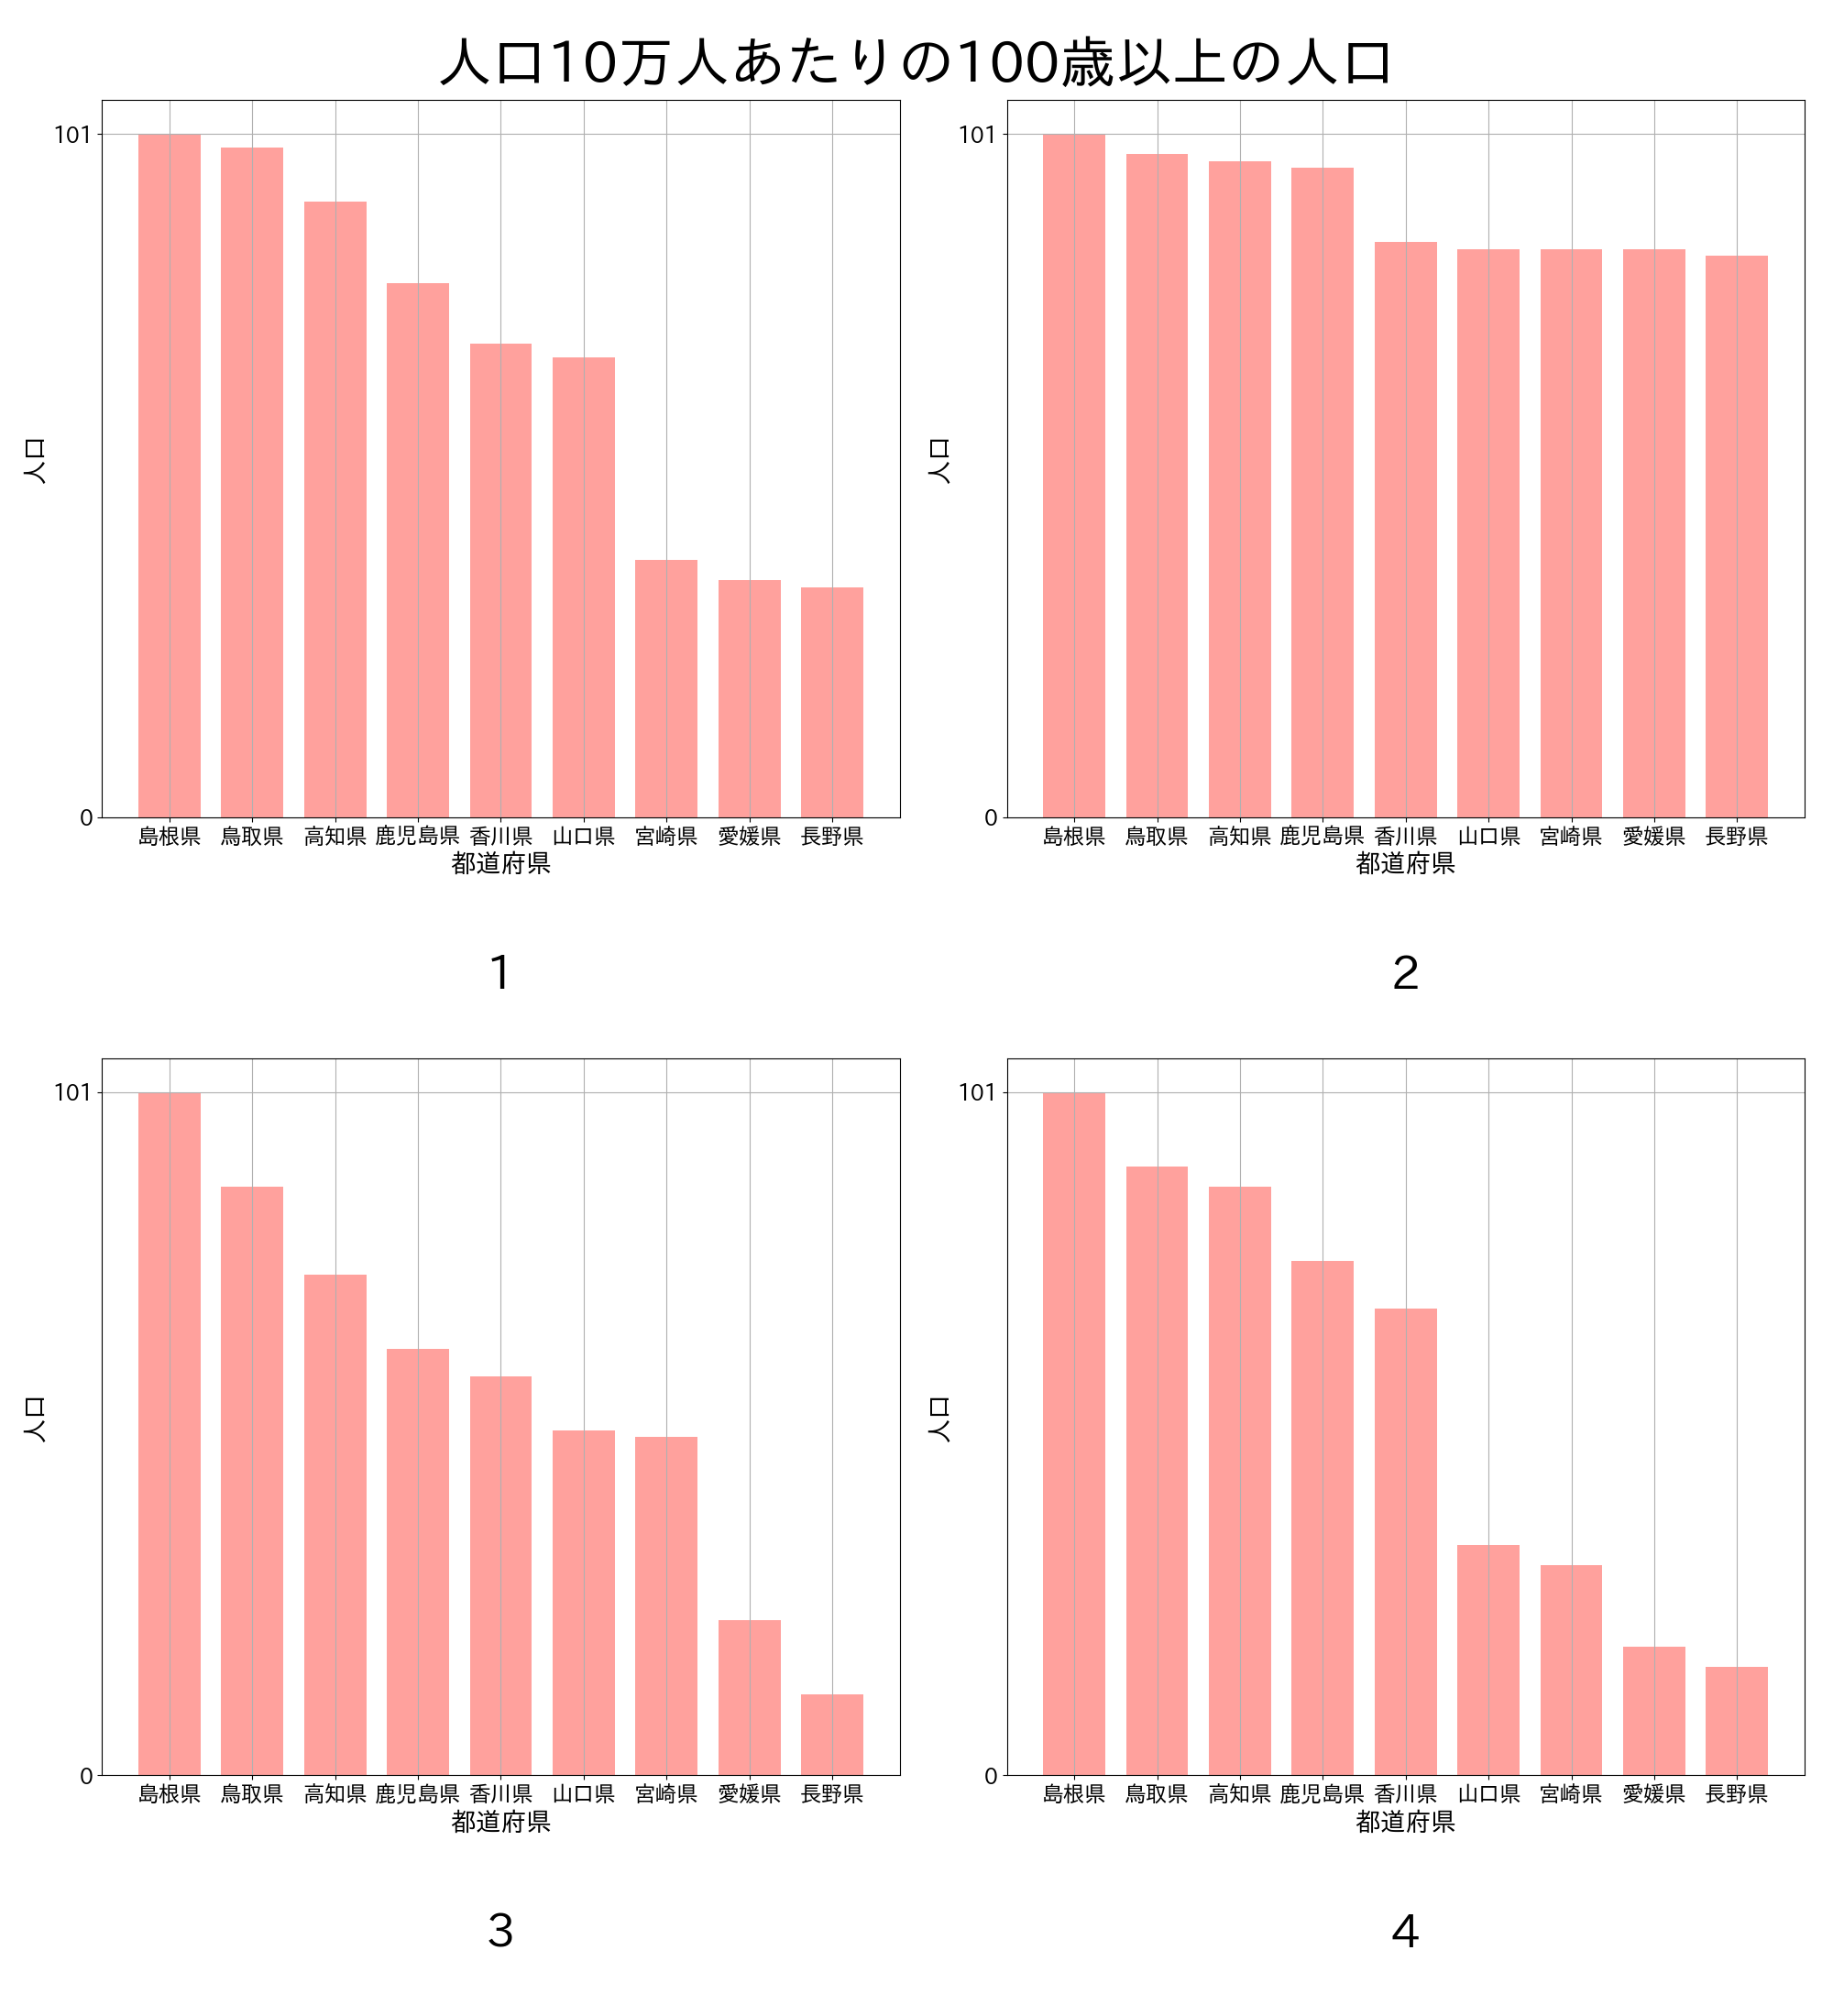 人口10万人あたりの100歳以上の人口
101
0
人口
島根県 鳥取県 高知県 鹿児島県 香川県 山口県 宮崎県 愛媛県 長野県
都道府県
1
101
0
人口
島根県 鳥取県 高知県 鹿児島県 香川県 山口県 宮崎県 愛媛県 長野県
都道府県
2
101
0
人口
島根県 鳥取県 高知県 鹿児島県 香川県 山口県 宮崎県 愛媛県 長野県
都道府県
3
101
0
人口
島根県 鳥取県 高知県 鹿児島県 香川県 山口県 宮崎県 愛媛県 長野県
都道府県
4